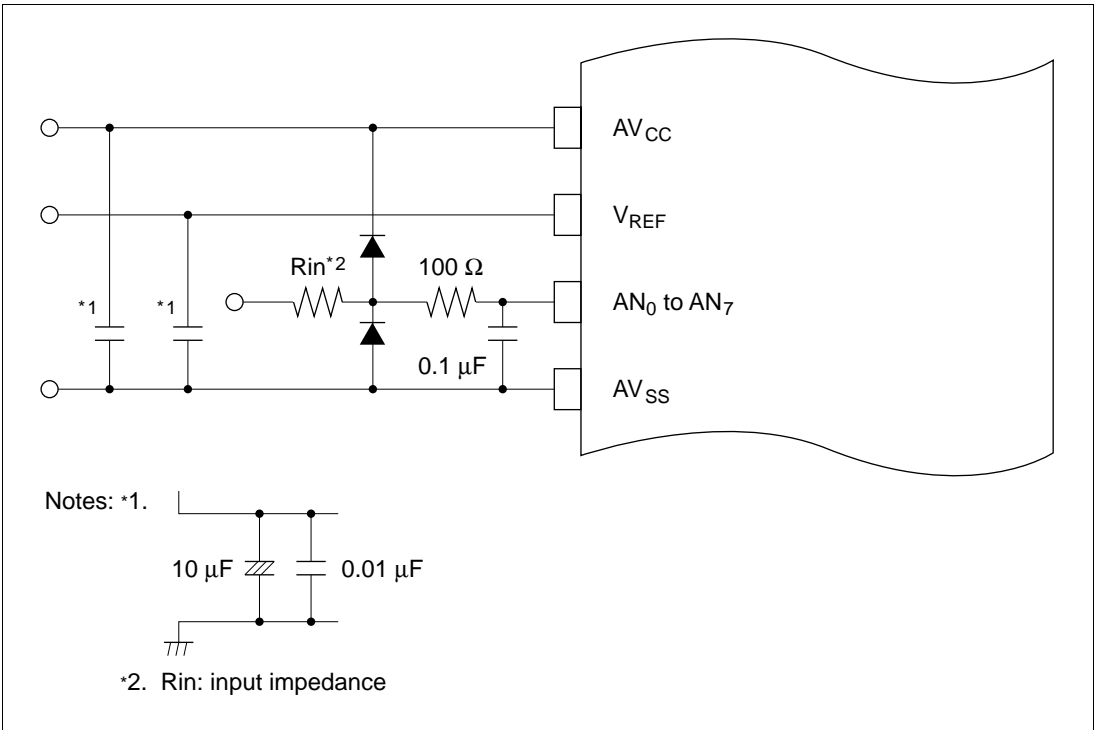 AVCC
VREF
Rin*2
100 Ω
*1
*1
AN0 to AN7
0.1 μF
AVSS
Notes: *1.
10 μF
0.01 μF
*2. Rin: input impedance